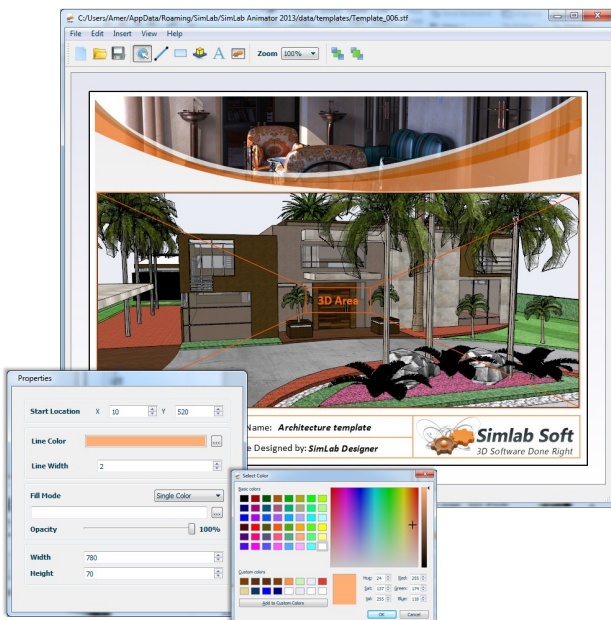 C:/Users/Amer/AppData/Roaming/SimLab/SimLab Animator 2013/data/templates/Template_006.stf
File Edit Insert View Help
A Zoom 100%
3D Area
Name: Architecture template
e Designed by: SimLab Designer
Simlab Soft
3D Software Done Right
Properties
Start Location X 10 Y 520
Line Color ...
Line Width 2
Fill Mode Single Color
...
Opacity 100%
Width 780
Height 70
Select Color
Basic colors
Custom colors
Add to Custom Colors
Hue: 24 Red: 255
Sat: 137 Green: 174
Val: 255 Blue: 118
OK Cancel